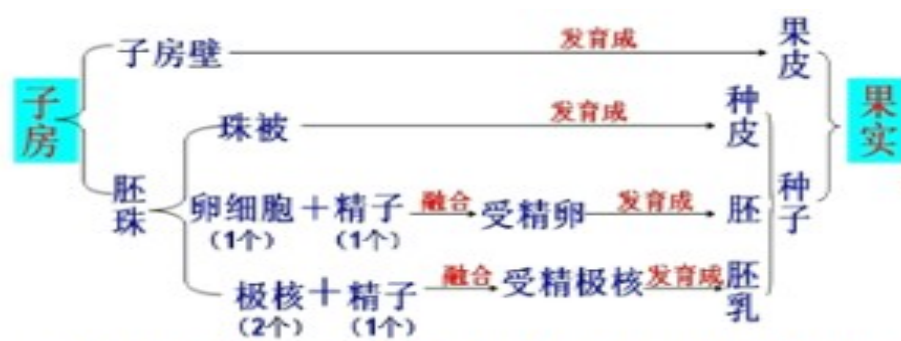 子房壁 发育成 果皮
子房
珠被 发育成 种皮
果实
胚珠
种子
卵细胞+精子 融合 受精卵 发育成 胚
(1个) (1个)
极核+精子 融合 受精极核 发育成 胚乳
(2个) (1个)